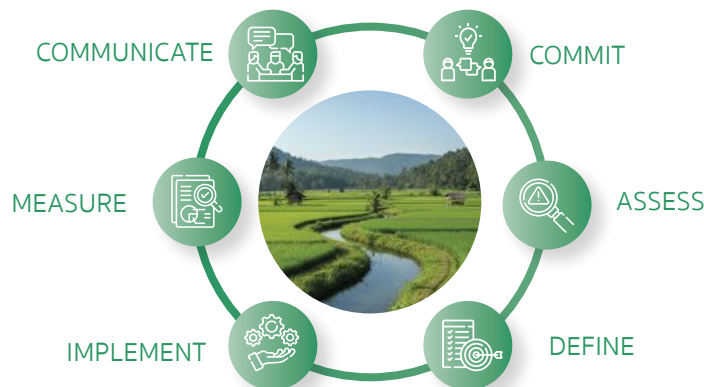 COMMUNICATE
COMMIT
MEASURE
ASSESS
IMPLEMENT
DEFINE